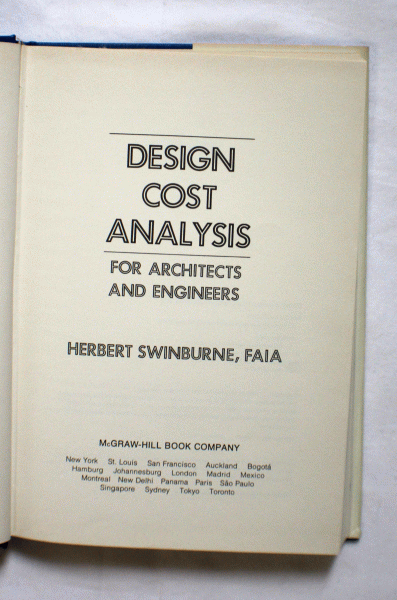 DESIGN
COST
ANALYSIS
FOR ARCHITECTS
AND ENGINEERS
HERBERT SWINBURNE, FAIA
McGRAW-HILL BOOK COMPANY
New York St. Louis San Francisco Auckland Bogotá
Hamburg Johannesburg London Madrid Mexico
Montreal New Delhi Panama Paris São Paulo
Singapore Sydney Tokyo Toronto